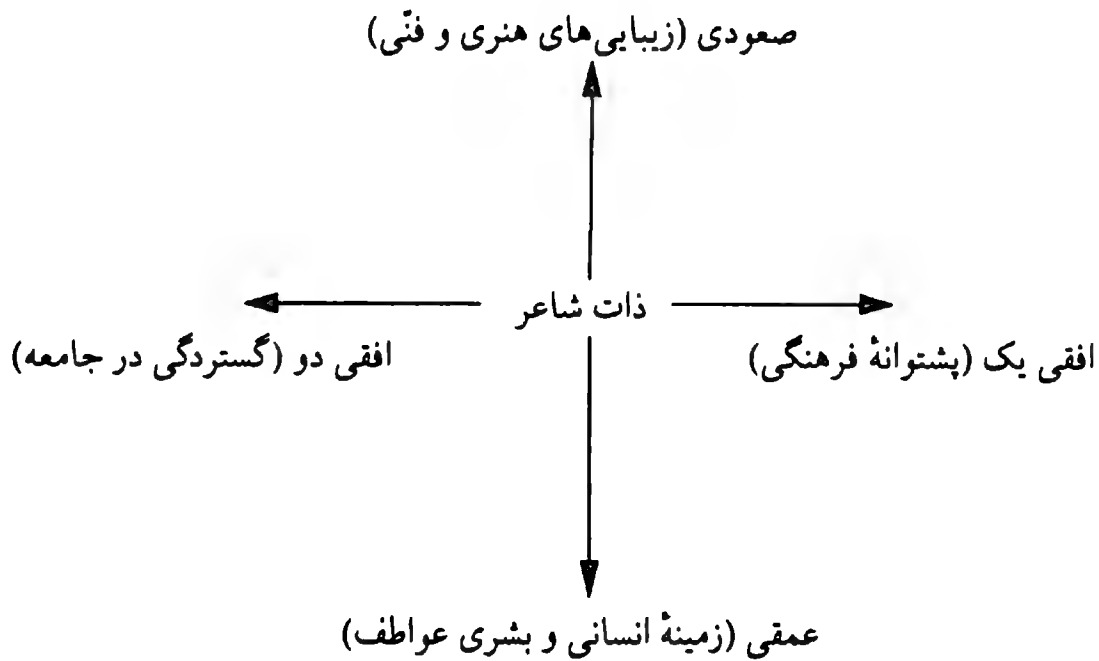 صعودی (زیبایی‌های هنری و فنّی)
ذات شاعر
افقی یک (پشتوانهٔ فرهنگی)
افقی دو (گستردگی در جامعه)
عمقی (زمینهٔ انسانی و بشری عواطف)